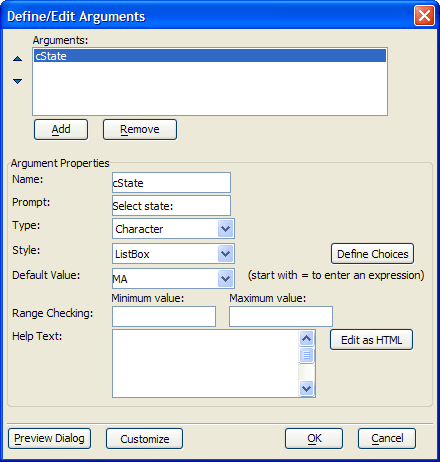 Define/Edit Arguments
Arguments:
cState
Add Remove
Argument Properties
Name: cState
Prompt: Select state:
Type: Character
Style: ListBox Define Choices
Default Value: MA (start with = to enter an expression)
Minimum value: Maximum value:
Range Checking:
Help Text: Edit as HTML
Preview Dialog Customize OK Cancel